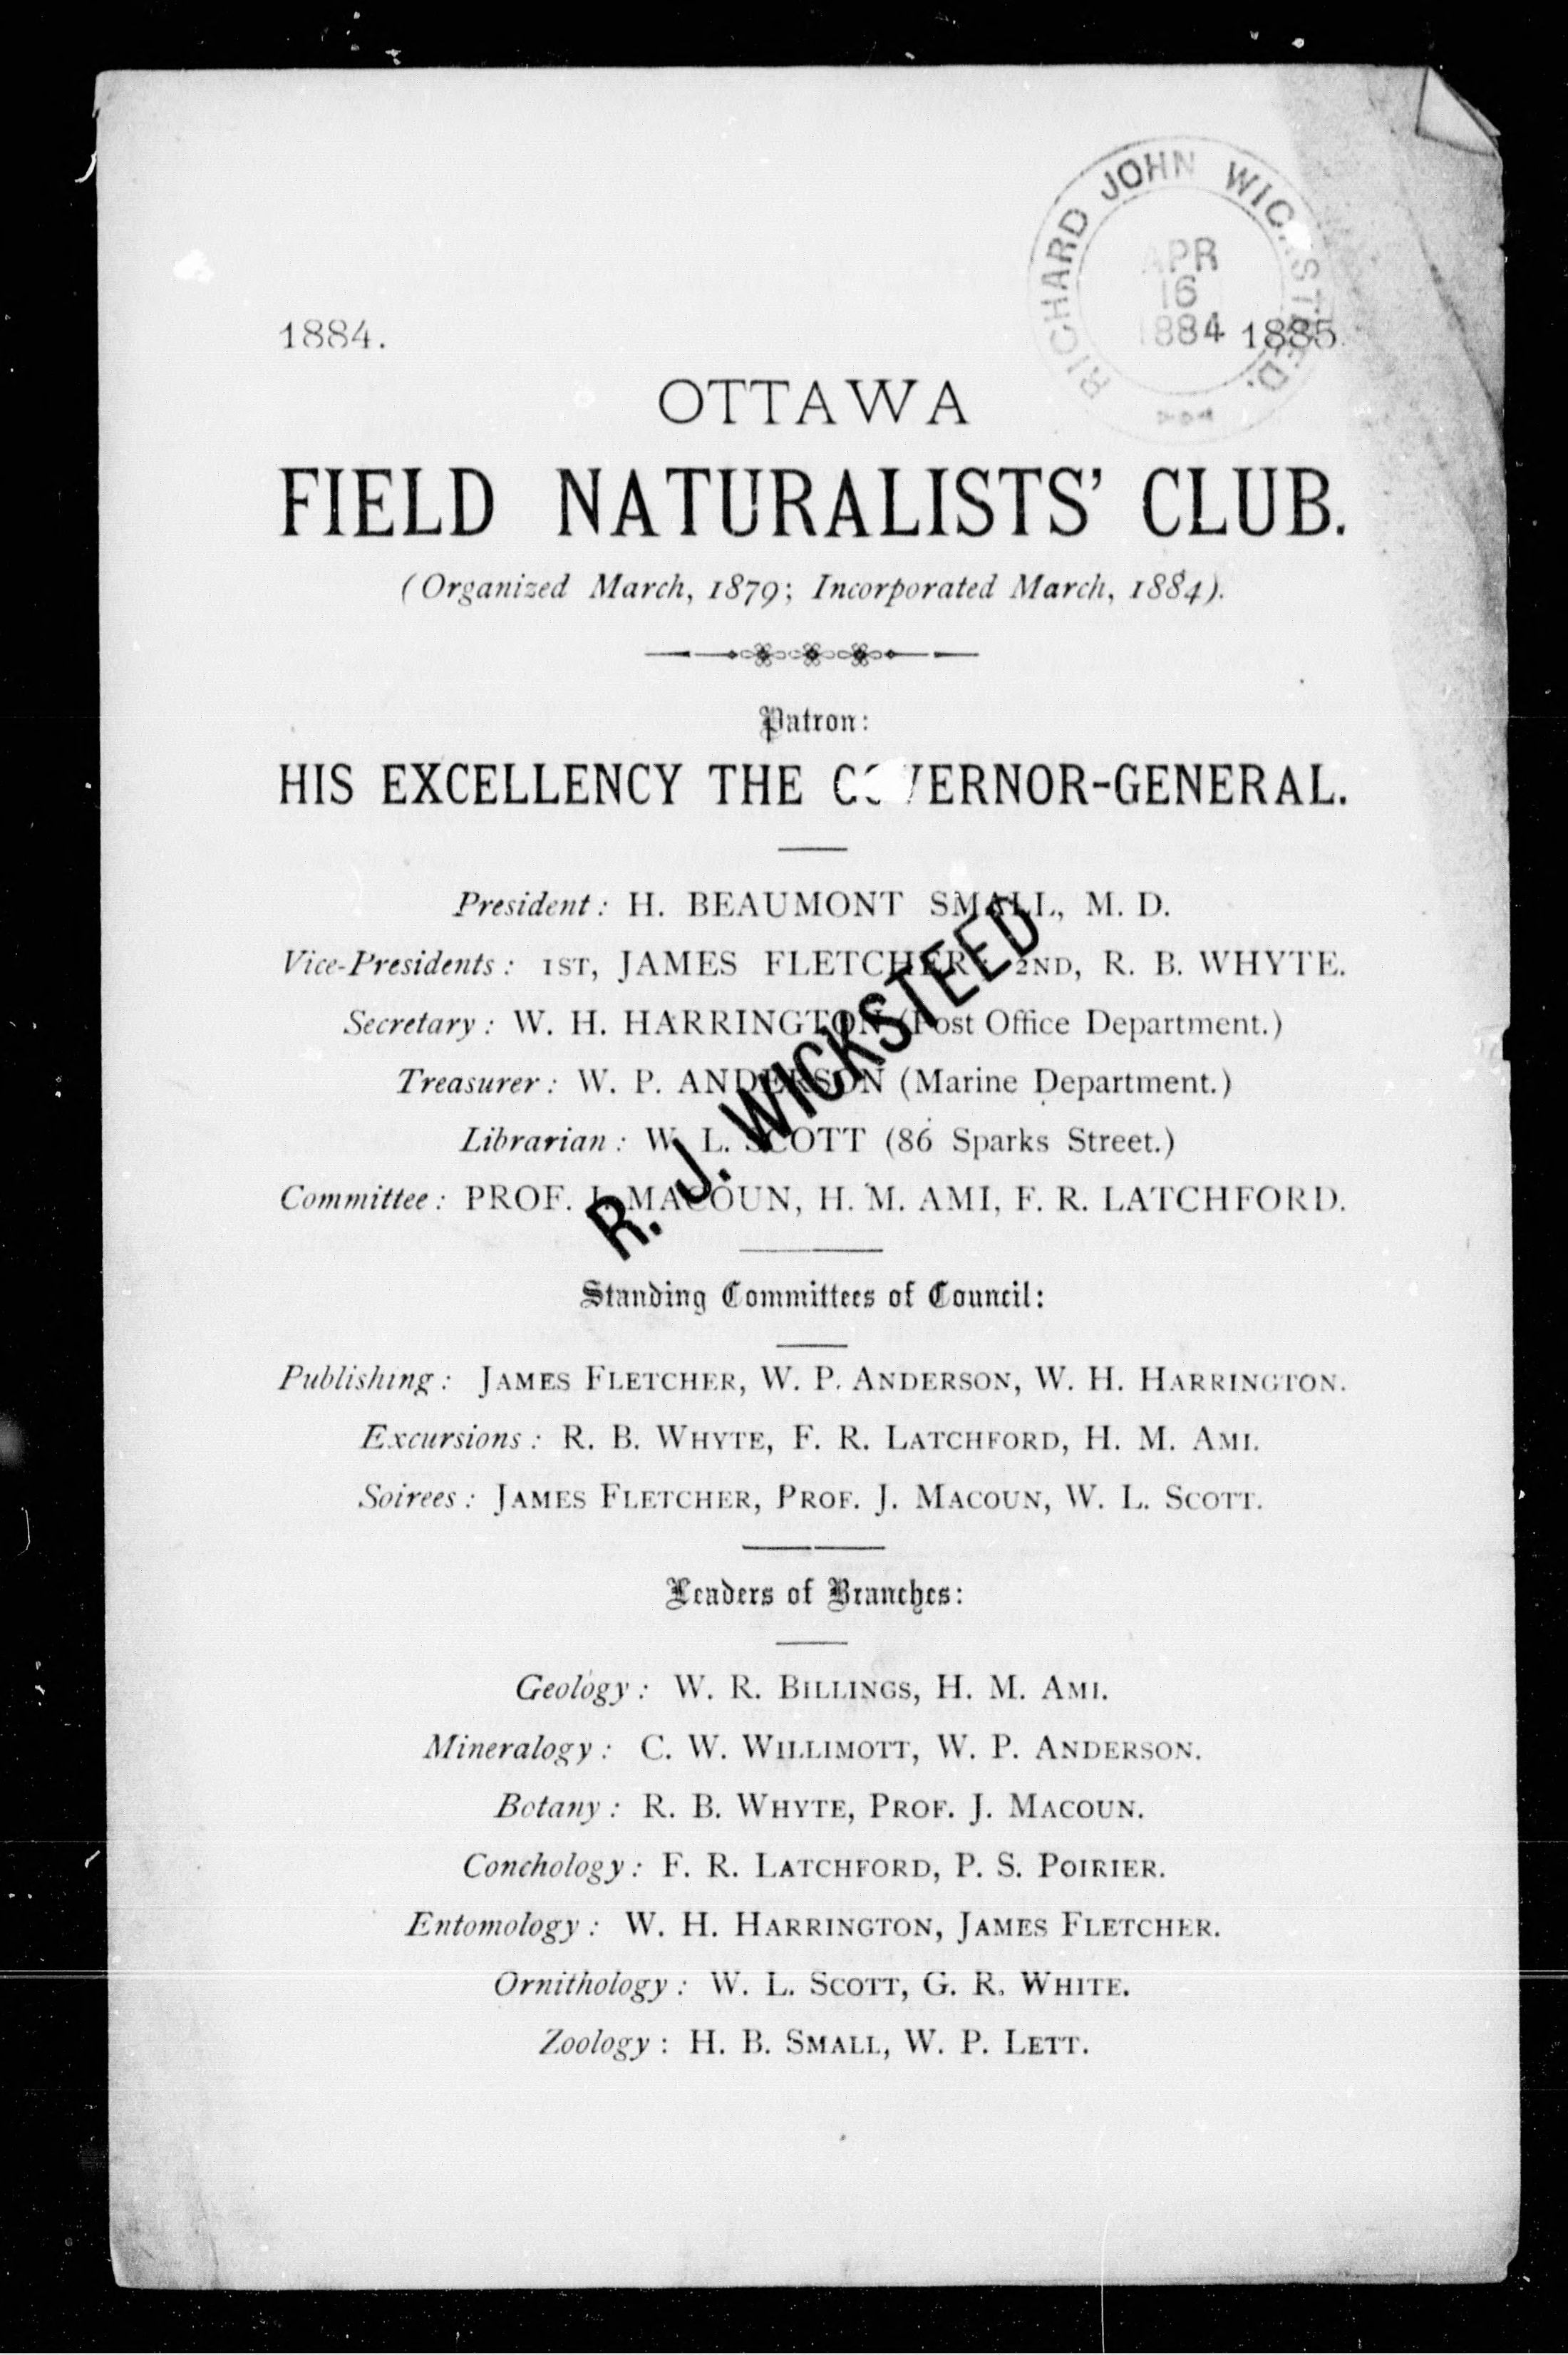 RICHARD JOHN WICKSTEED.
APR
16
1884
1884. 1885.
OTTAWA
FIELD NATURALISTS' CLUB.
(Organized March, 1879; Incorporated March, 1884).
Patron:
HIS EXCELLENCY THE GOVERNOR-GENERAL.
President: H. BEAUMONT SMALL, M. D.
Vice-Presidents: 1ST, JAMES FLETCHER; 2ND, R. B. WHYTE.
Secretary: W. H. HARRINGTON (Post Office Department.)
Treasurer: W. P. ANDERSON (Marine Department.)
Librarian: W. L. SCOTT (86 Sparks Street.)
Committee: PROF. J. MACOUN, H. M. AMI, F. R. LATCHFORD.
R. J. WICKSTEED
Standing Committees of Council:
Publishing: JAMES FLETCHER, W. P. ANDERSON, W. H. HARRINGTON.
Excursions: R. B. WHYTE, F. R. LATCHFORD, H. M. AMI.
Soirees: JAMES FLETCHER, PROF. J. MACOUN, W. L. SCOTT.
Leaders of Branches:
Geology: W. R. BILLINGS, H. M. AMI.
Mineralogy: C. W. WILLIMOTT, W. P. ANDERSON.
Botany: R. B. WHYTE, PROF. J. MACOUN.
Conchology: F. R. LATCHFORD, P. S. POIRIER.
Entomology: W. H. HARRINGTON, JAMES FLETCHER.
Ornithology: W. L. SCOTT, G. R. WHITE.
Zoology: H. B. SMALL, W. P. LETT.